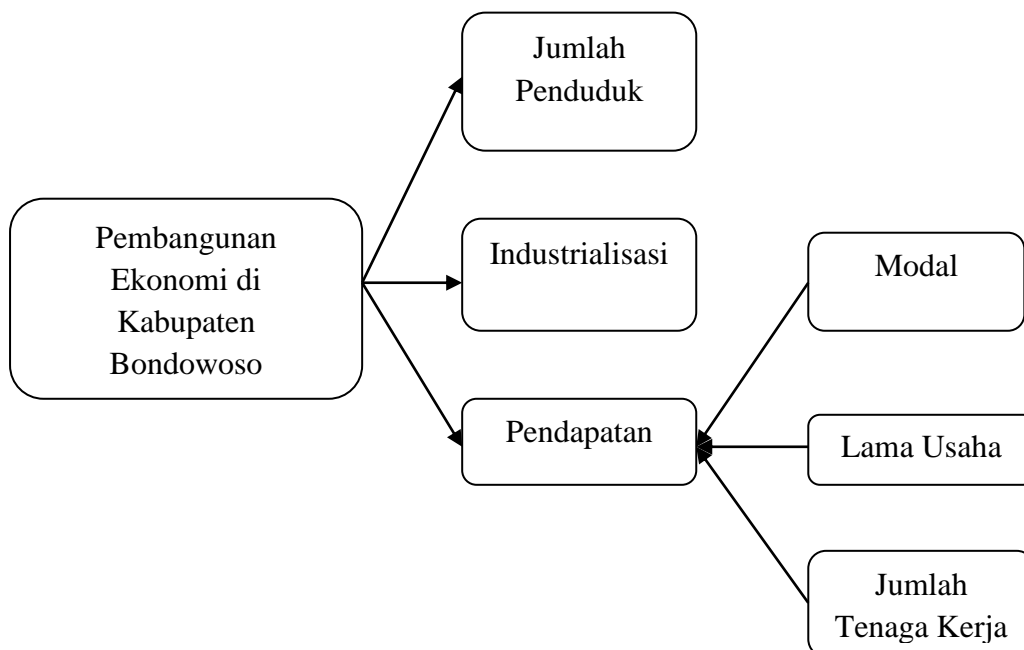 Jumlah
Penduduk
Pembangunan
Ekonomi di
Kabupaten
Bondowoso
Industrialisasi
Pendapatan
Modal
Lama Usaha
Jumlah
Tenaga Kerja